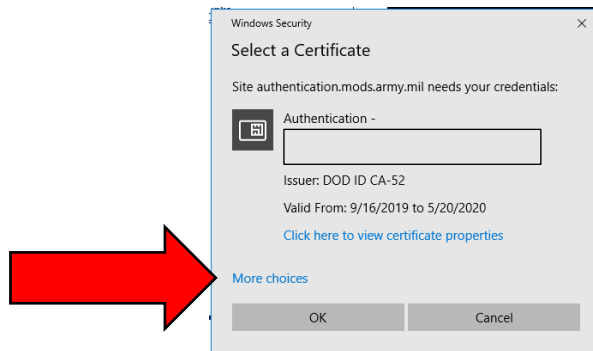 Windows Security
Select a Certificate
Site authentication.mods.army.mil needs your credentials:
Authentication -
Issuer: DOD ID CA-52
Valid From: 9/16/2019 to 5/20/2020
Click here to view certificate properties
More choices
OK
Cancel